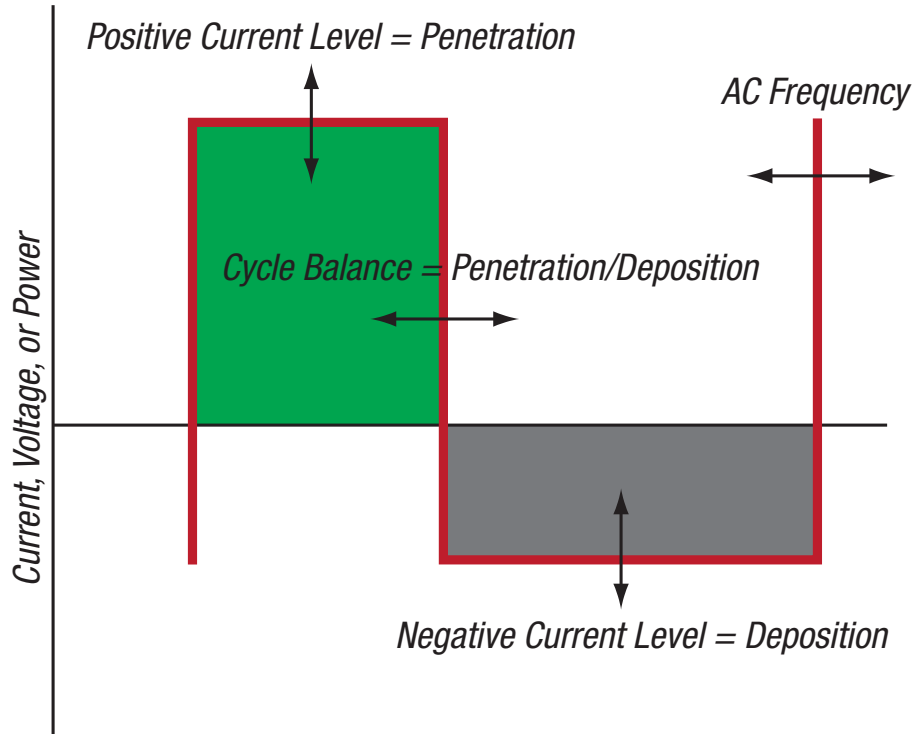 Positive Current Level = Penetration
AC Frequency
Cycle Balance = Penetration/Deposition
Current, Voltage, or Power
Negative Current Level = Deposition